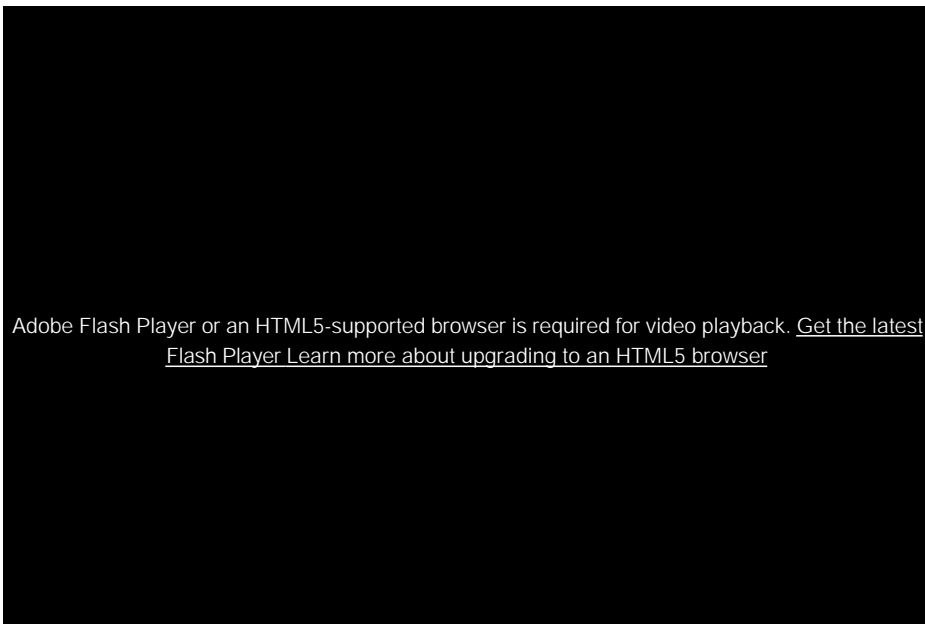 Adobe Flash Player or an HTML5-supported browser is required for video playback. Get the latest
Flash Player Learn more about upgrading to an HTML5 browser